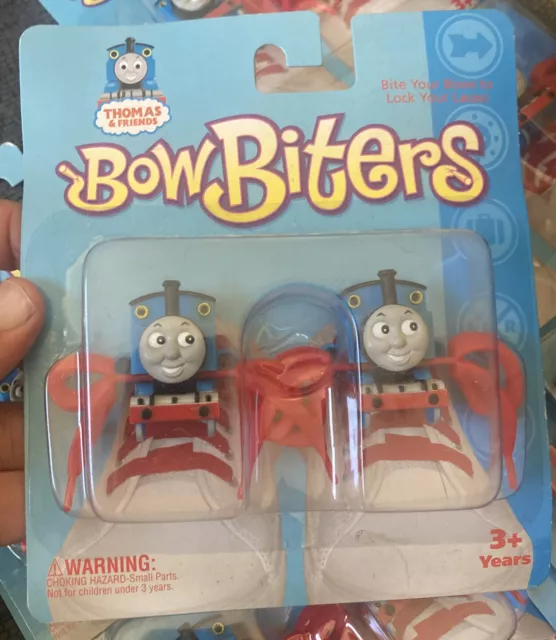 THOMAS
& FRIENDS
Bite Your Bows to
Lock Your Laces
BowBiters
WARNING:
CHOKING HAZARD-Small Parts.
Not for children under 3 years.
3+
Years